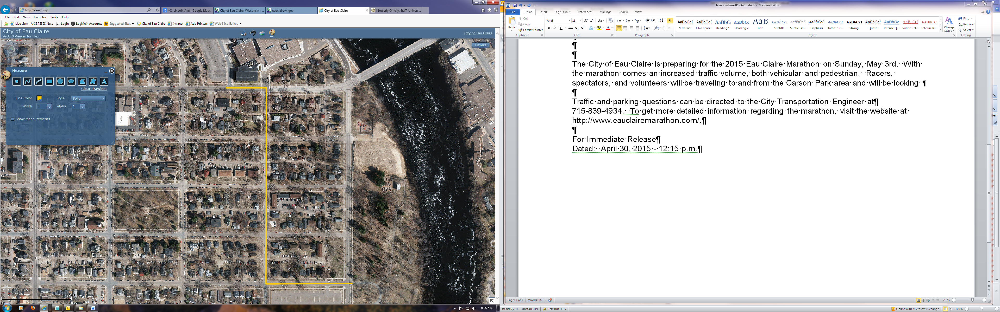 http://esri2/eng/
401 Lincoln Ave - Google Maps
City of Eau Claire, Wisconsin : ...
eauclairewi.gov
City of Eau Claire
Kimberly O'Kelly, Staff, Univers...
File Edit View Favorites Tools Help
Live view - AXIS P3363 Ne... Login LogMeIn Accounts Suggested Sites City of Eau Claire Intranet Add Printers Web Slice Gallery
City of Eau Claire
ArcGIS Viewer for Flex
City of Eau Claire
Layers
Measure
Clear drawings
Line Color Style Solid
Width 5 Alpha 1
Show Measurements
9:56 AM
News Release 05-06-15.docx - Microsoft Word
File Home Insert Page Layout References Mailings Review View
Paste
Cut
Copy
Format Painter
Clipboard
Arial 11
Font
Paragraph
AaBbCcI AaBbCcI AaBbC AaBbCc AaB AaBbCc. AaBbCcL AaBbCcL AaBbCcI AaBbCcl AaBbCcL AaBbCc AABBCCI AABBCC
¶ Normal ¶ No Spaci... Heading 1 Heading 2 Title Subtitle Subtle Em... Emphasis Intense E... Strong Quote Intense Q... Subtle Ref... Intense R...
Styles
Change Styles
Find
Replace
Select
Editing
¶
¶
The City of Eau Claire is preparing for the 2015 Eau Claire Marathon on Sunday, May 3rd. With
the marathon comes an increased traffic volume, both vehicular and pedestrian. Racers,
spectators, and volunteers will be traveling to and from the Carson Park area and will be looking ¶
¶
Traffic and parking questions can be directed to the City Transportation Engineer at¶
715-839-4934. To get more detailed information regarding the marathon, visit the website at
http://www.eauclairemarathon.com/.¶
¶
For Immediate Release¶
Dated: April 30, 2015 - 12:15 p.m.¶
Page: 1 of 1 Words: 163
215%
Items: 9,223 Unread: 419 Reminders: 17
Online with Microsoft Exchange
100%